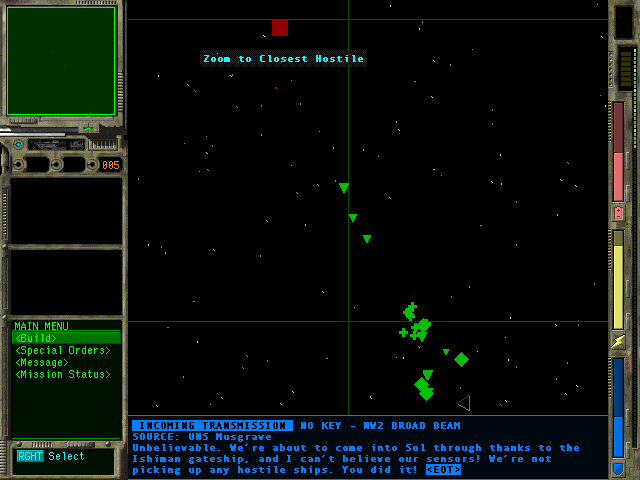 Zoom to Closest Hostile
005
MAIN MENU
<Build>
<Special Orders>
<Message>
<Mission Status>
RGHT Select
INCOMING TRANSMISSION NO KEY - NW2 BROAD BEAM
SOURCE: UNS Musgrave
Unbelievable. We're about to come into Sol through thanks to the
Ishiman gateship, and I can't believe our sensors! We're not
picking up any hostile ships. You did it! <EOT>